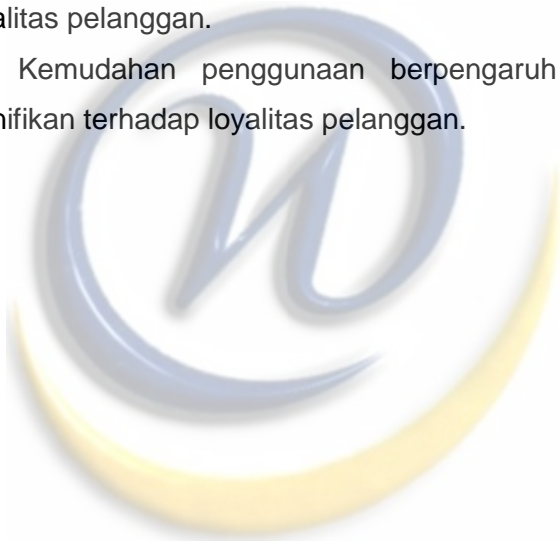 alitas pelanggan.
Kemudahan penggunaan berpengaruh
nifikan terhadap loyalitas pelanggan.